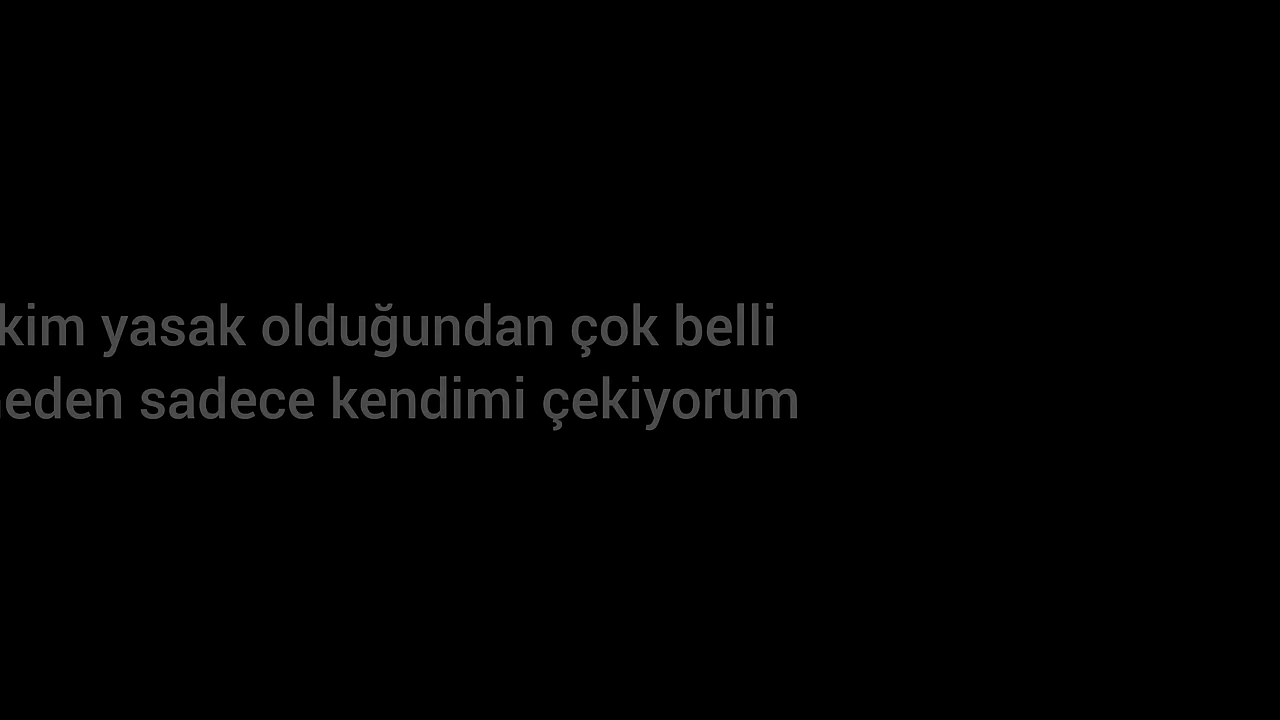 kim yasak olduğundan çok belli
eden sadece kendimi çekiyorum